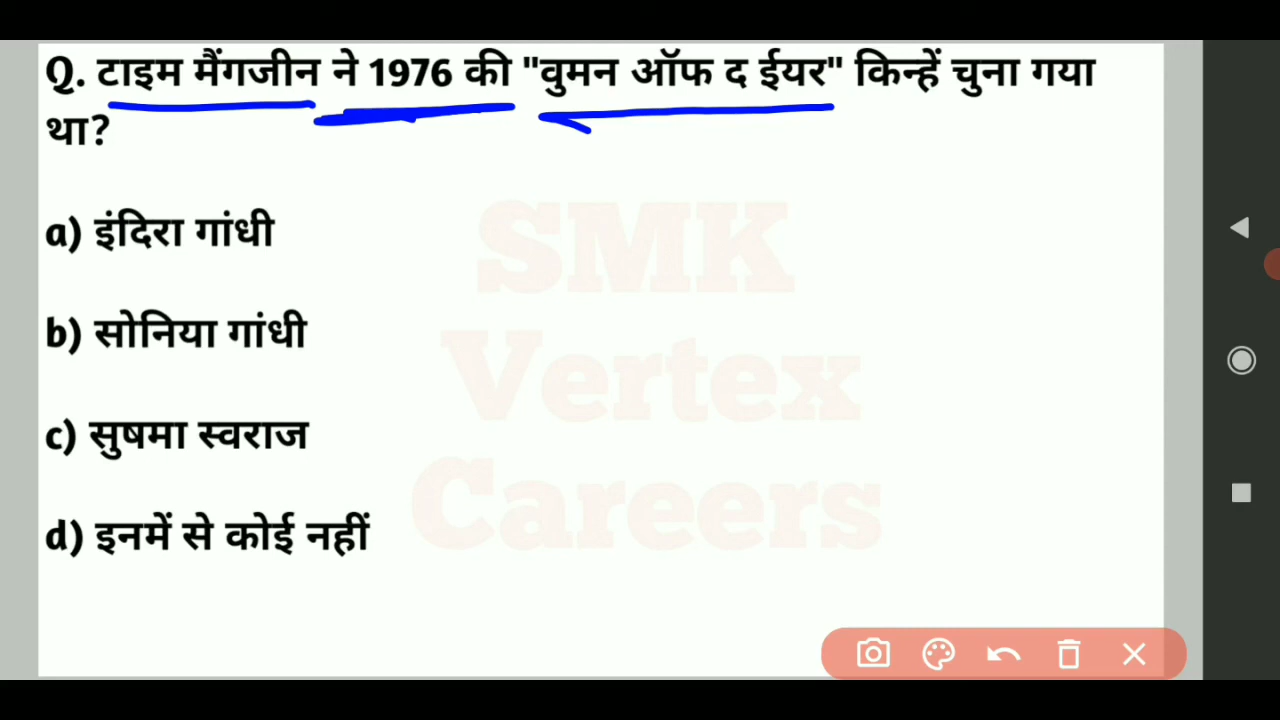 Q. टाइम मैंगजीन ने 1976 की "वुमन ऑफ द ईयर" किन्हें चुना गया
था?
a) इंदिरा गांधी
b) सोनिया गांधी
c) सुषमा स्वराज
d) इनमें से कोई नहीं
SMK
Vertex
Careers